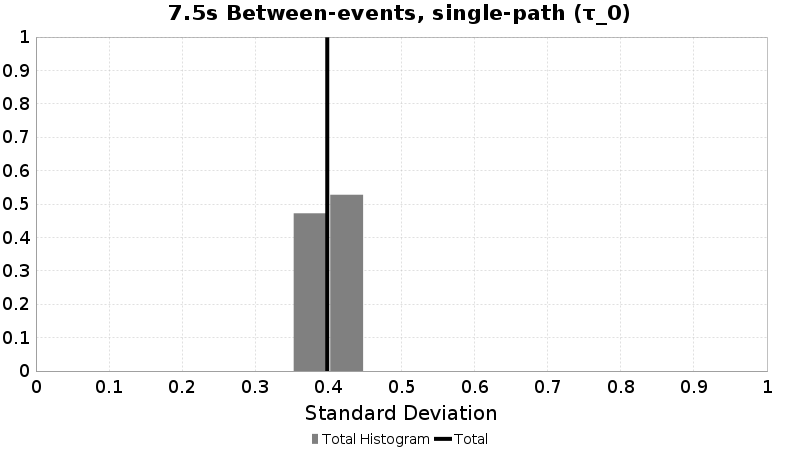 7.5s Between-events, single-path (τ_0)
1
0.9
0.8
0.7
0.6
0.5
0.4
0.3
0.2
0.1
0
0 0.1 0.2 0.3 0.4 0.5 0.6 0.7 0.8 0.9 1
Standard Deviation
Total Histogram Total